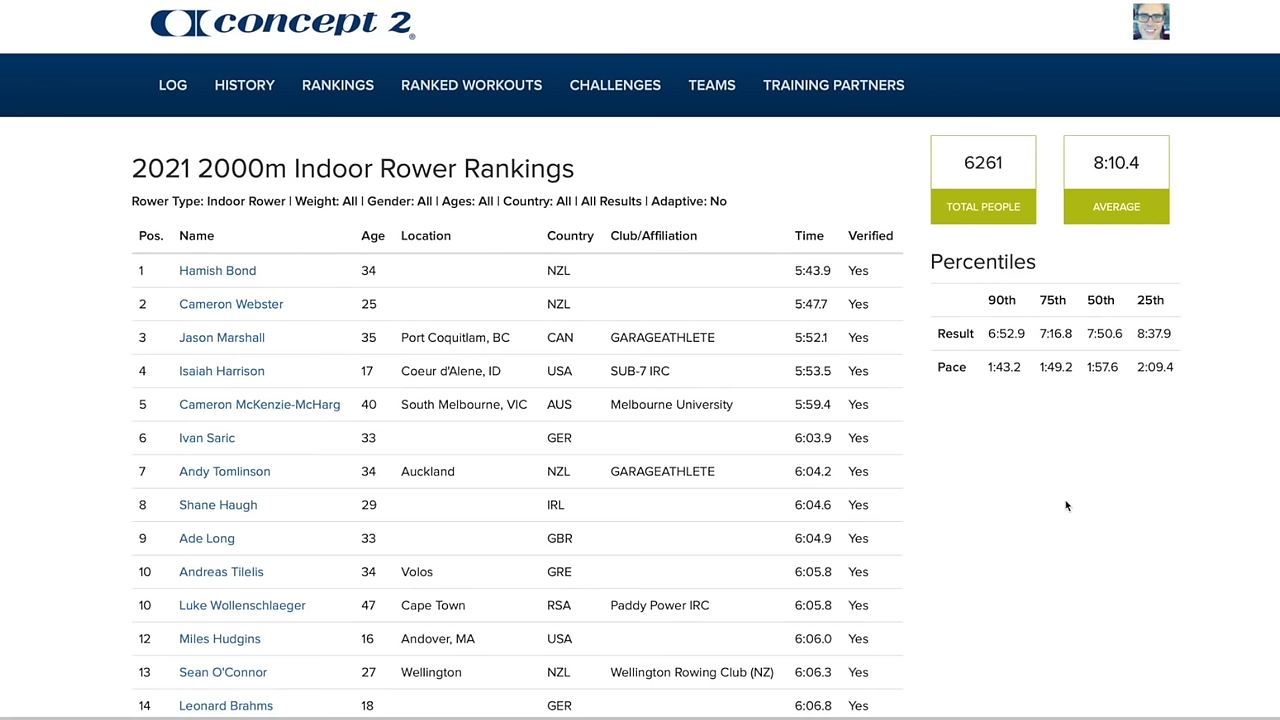 concept 2®
LOG HISTORY RANKINGS RANKED WORKOUTS CHALLENGES TEAMS TRAINING PARTNERS
2021 2000m Indoor Rower Rankings
Rower Type: Indoor Rower | Weight: All | Gender: All | Ages: All | Country: All | All Results | Adaptive: No
Pos. Name Age Location Country Club/Affiliation Time Verified
1 Hamish Bond 34 NZL 5:43.9 Yes
2 Cameron Webster 25 NZL 5:47.7 Yes
3 Jason Marshall 35 Port Coquitlam, BC CAN GARAGEATHLETE 5:52.1 Yes
4 Isaiah Harrison 17 Coeur d'Alene, ID USA SUB-7 IRC 5:53.5 Yes
5 Cameron McKenzie-McHarg 40 South Melbourne, VIC AUS Melbourne University 5:59.4 Yes
6 Ivan Saric 33 GER 6:03.9 Yes
7 Andy Tomlinson 34 Auckland NZL GARAGEATHLETE 6:04.2 Yes
8 Shane Haugh 29 IRL 6:04.6 Yes
9 Ade Long 33 GBR 6:04.9 Yes
10 Andreas Tilelis 34 Volos GRE 6:05.8 Yes
10 Luke Wollenschlaeger 47 Cape Town RSA Paddy Power IRC 6:05.8 Yes
12 Miles Hudgins 16 Andover, MA USA 6:06.0 Yes
13 Sean O'Connor 27 Wellington NZL Wellington Rowing Club (NZ) 6:06.3 Yes
14 Leonard Brahms 18 GER 6:06.8 Yes
6261 8:10.4
TOTAL PEOPLE AVERAGE
Percentiles
90th 75th 50th 25th
Result 6:52.9 7:16.8 7:50.6 8:37.9
Pace 1:43.2 1:49.2 1:57.6 2:09.4